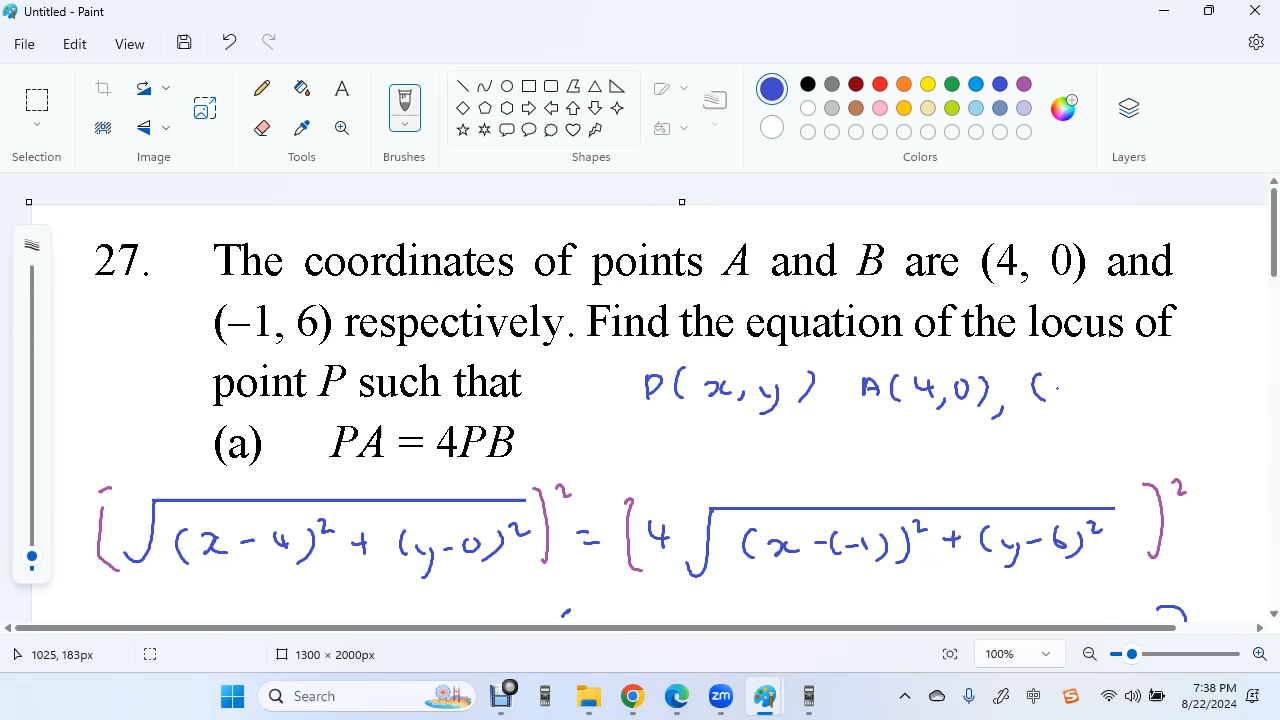 Untitled - Paint
File Edit View
Selection Image Tools Brushes Shapes Colors Layers
27. The coordinates of points A and B are (4, 0) and
(–1, 6) respectively. Find the equation of the locus of
point P such that P(x, y) A(4,0), (
(a) PA = 4PB
[√((x-4)² + (y-0)²)]² = [4√((x-(-1))² + (y-6)²)]²
1025, 183px 1300 × 2000px 100%
Search zm 中 S 7:38 PM
8/22/2024